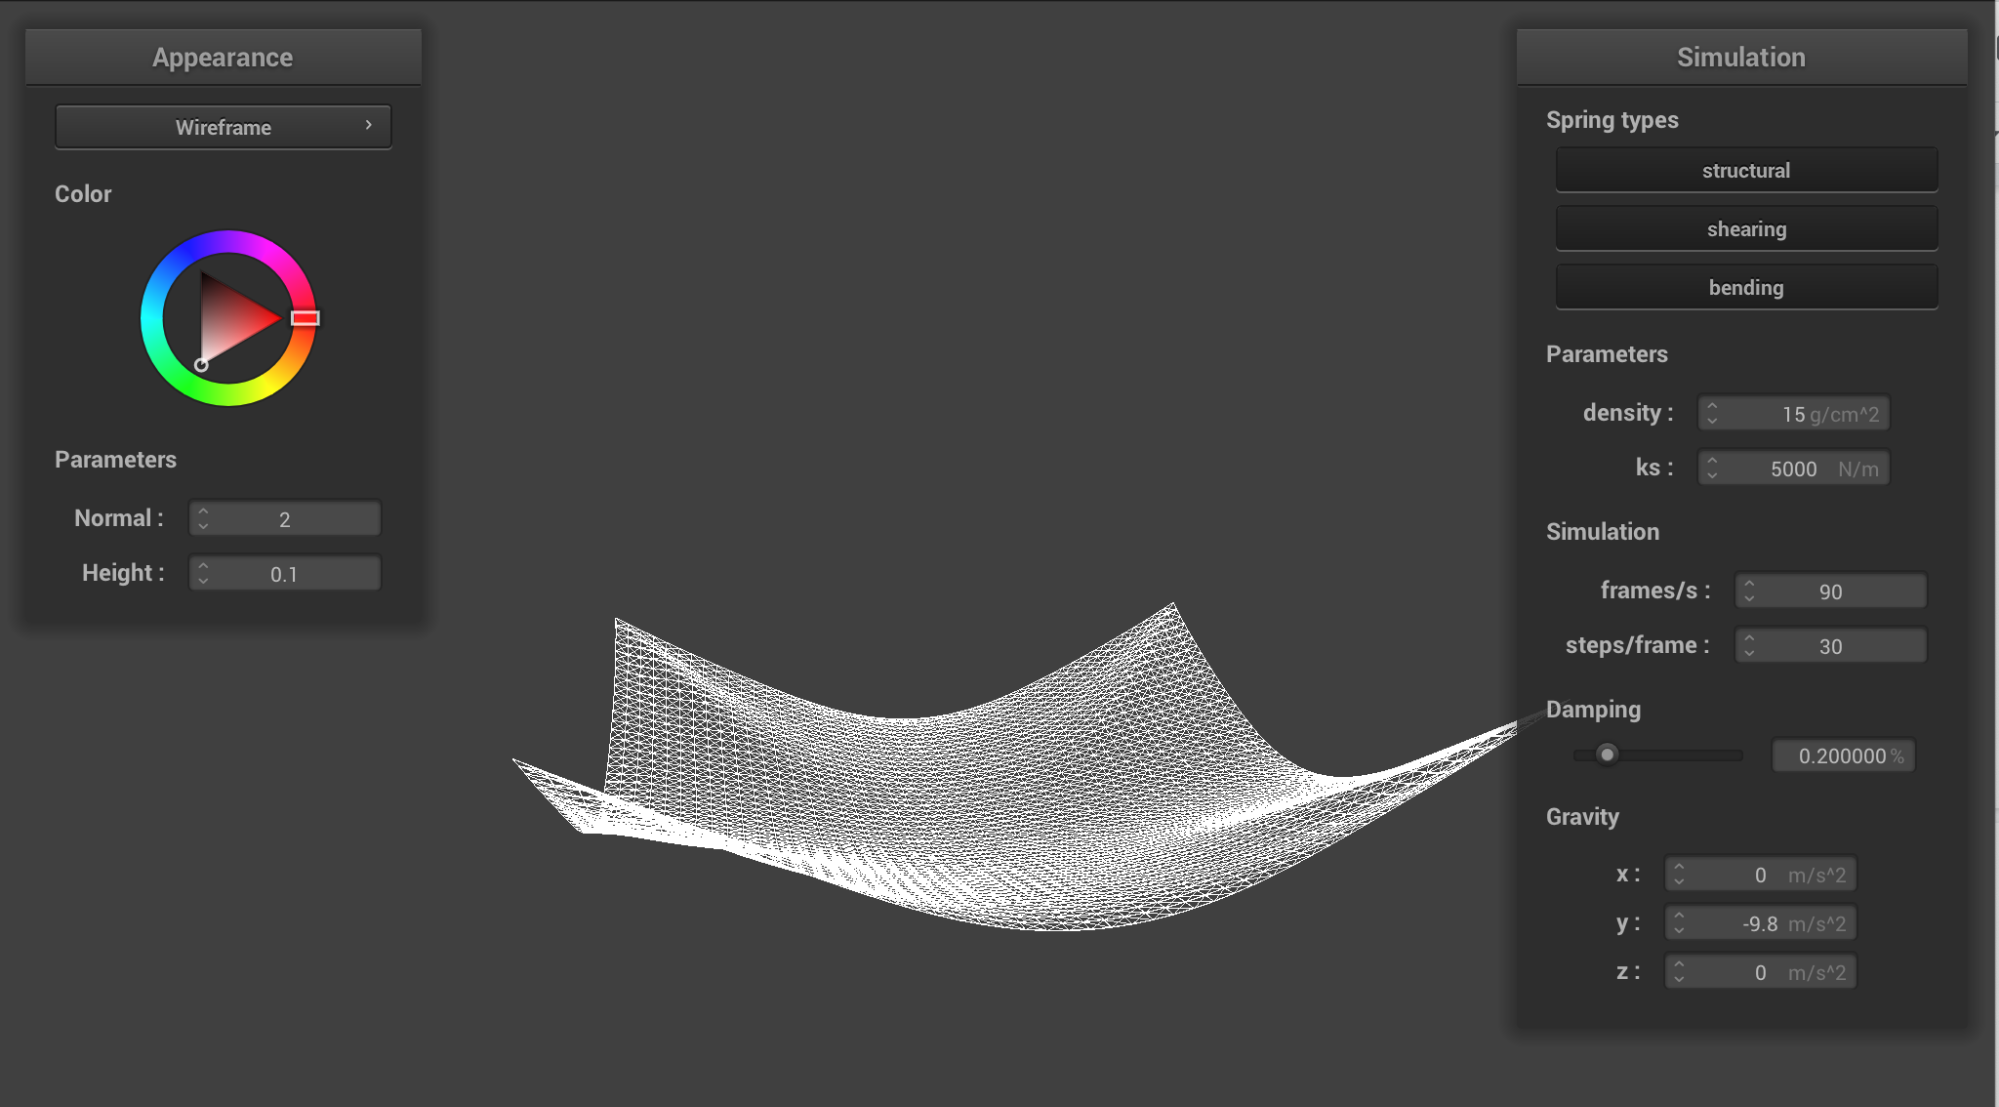 Appearance
Wireframe
Color
Parameters
Normal : 2
Height : 0.1
Simulation
Spring types
structural
shearing
bending
Parameters
density : 15 g/cm^2
ks : 5000 N/m
Simulation
frames/s : 90
steps/frame : 30
Damping
0.200000 %
Gravity
x : 0 m/s^2
y : -9.8 m/s^2
z : 0 m/s^2